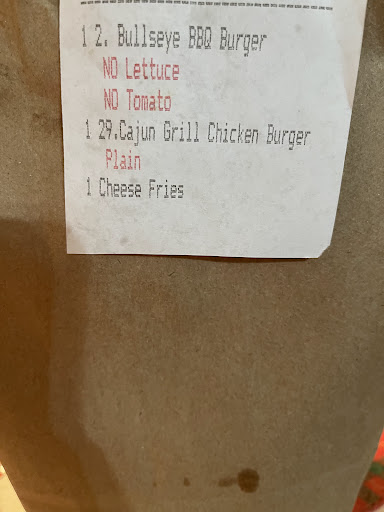 1 2. Bullseye BBQ Burger
NO Lettuce
NO Tomato
1 29.Cajun Grill Chicken Burger
Plain
1 Cheese Fries